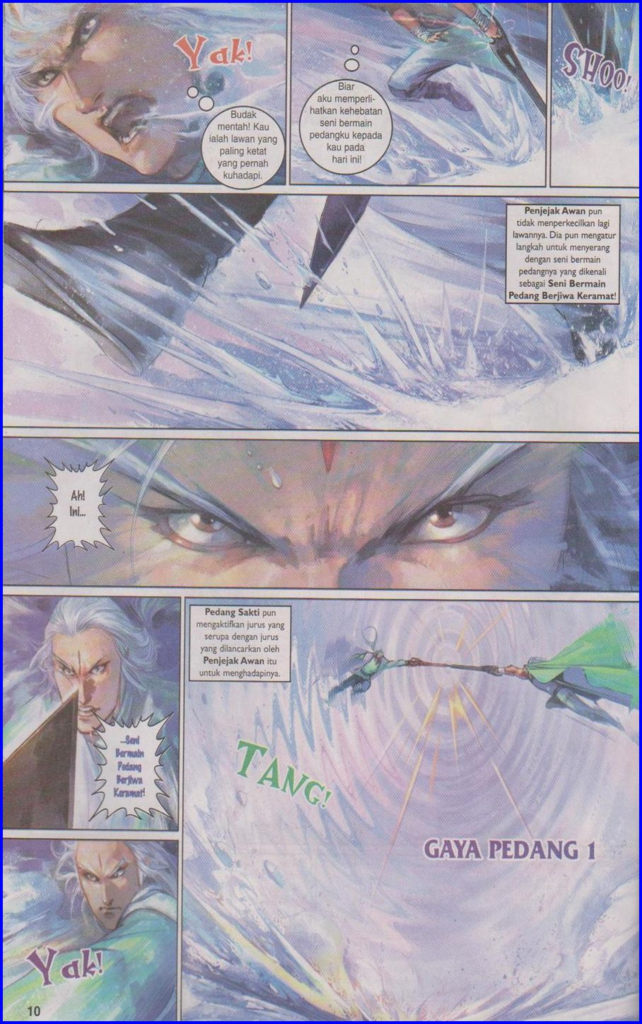 Yak!
Budak
mentah! Kau
ialah lawan yang
paling ketat
yang pernah
kuhadapi.
Biar
aku memperli-
hatkan kehebatan
seni bermain
pedangku kepada
kau pada
hari ini!
SHOO!
Penjejak Awan pun
tidak memperkecilkan lagi
lawannya. Dia pun mengatur
langkah untuk menyerang
dengan seni bermain
pedangnya yang dikenali
sebagai Seni Bermain
Pedang Berjiwa Keramat!
Ah!
Ini...
...Seni
Bermain
Pedang
Berjiwa
Keramat!
Pedang Sakti pun
mengaktifkan jurus yang
serupa dengan jurus
yang dilancarkan oleh
Penjejak Awan itu
untuk menghadapinya.
TANG!
GAYA PEDANG 1
Yak!
10